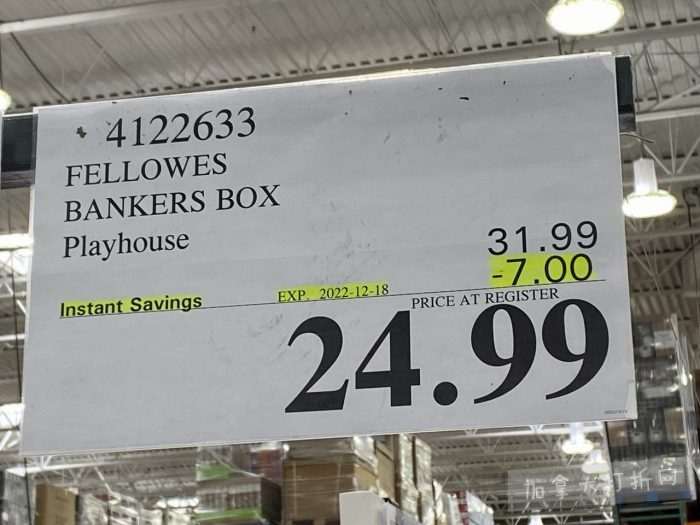 4122633
FELLOWES
BANKERS BOX
Playhouse
31.99
-7.00
Instant Savings EXP. 2022-12-18 PRICE AT REGISTER
24.99
加拿大打折网